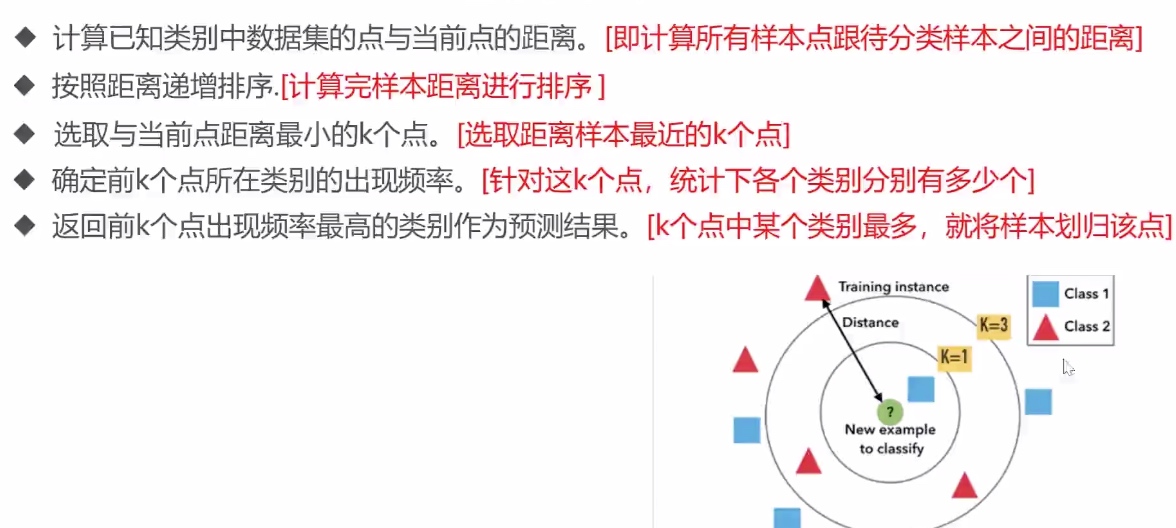 ◆ 计算已知类别中数据集的点与当前点的距离。[即计算所有样本点跟待分类样本之间的距离]
◆ 按照距离递增排序.[计算完样本距离进行排序 ]
◆ 选取与当前点距离最小的k个点。[选取距离样本最近的k个点]
◆ 确定前k个点所在类别的出现频率。[针对这k个点，统计下各个类别分别有多少个]
◆ 返回前k个点出现频率最高的类别作为预测结果。[k个点中某个类别最多，就将样本划归该点]
Training instance
Class 1
Distance
K=3
Class 2
K=1
?
New example
to classify